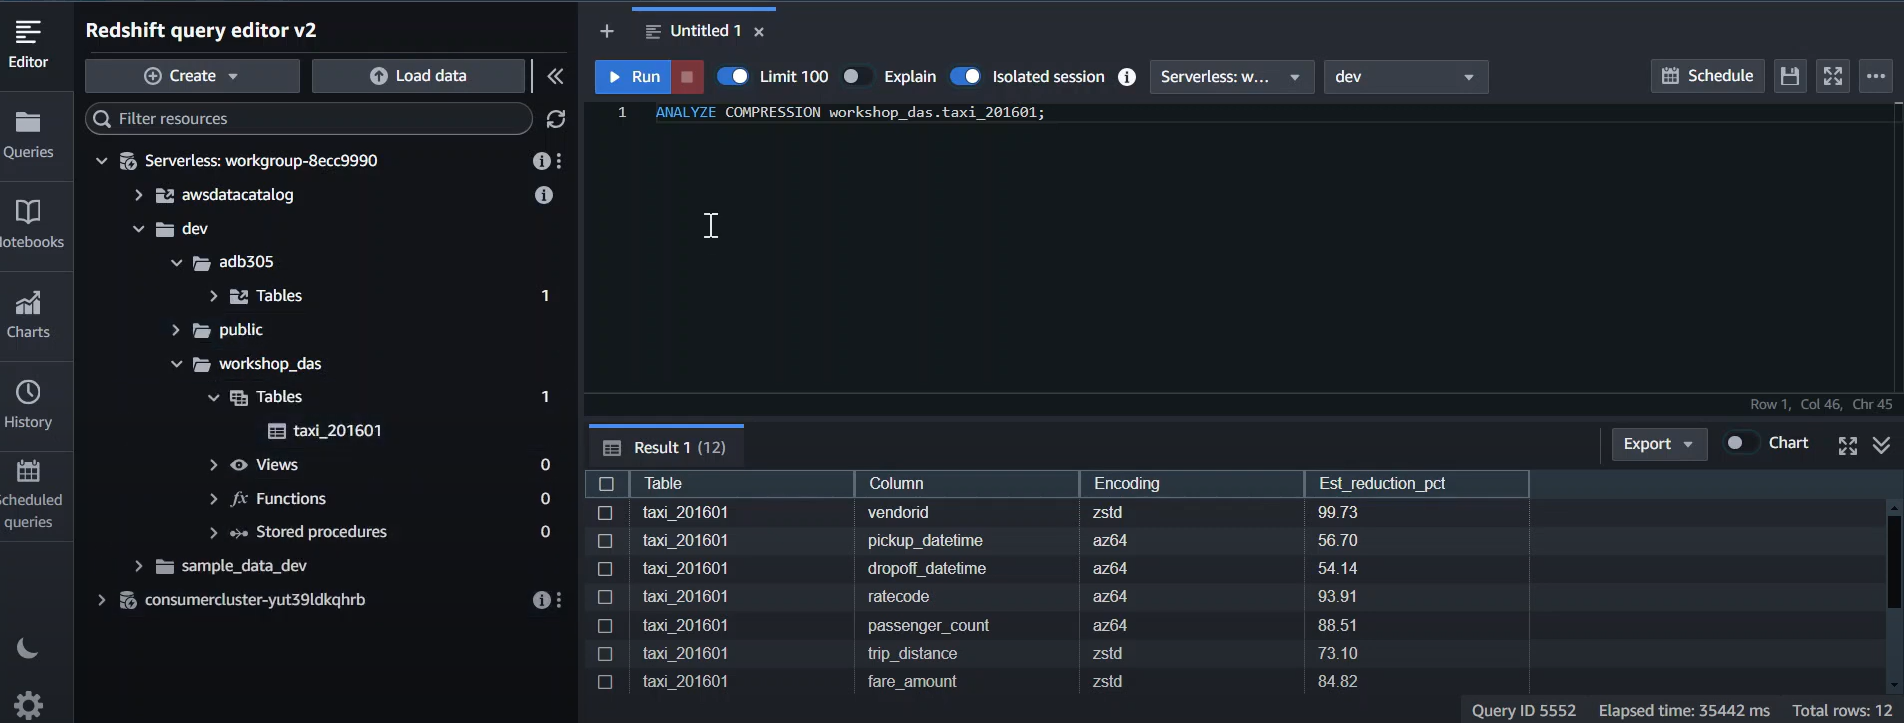 Editor
Queries
Notebooks
Charts
History
Scheduled
queries
Redshift query editor v2
Create
Load data
Filter resources
Serverless: workgroup-8ecc9990
awsdatacatalog
dev
adb305
Tables 1
public
workshop_das
Tables 1
taxi_201601
Views 0
fx Functions 0
Stored procedures 0
sample_data_dev
consumercluster-yut39ldkqhrb
+ Untitled 1 ×
Run Limit 100 Explain Isolated session Serverless: w... dev Schedule
1 ANALYZE COMPRESSION workshop_das.taxi_201601;
Row 1, Col 46, Chr 45
Result 1 (12) Export Chart
Table Column Encoding Est_reduction_pct
taxi_201601 vendorid zstd 99.73
taxi_201601 pickup_datetime az64 56.70
taxi_201601 dropoff_datetime az64 54.14
taxi_201601 ratecode az64 93.91
taxi_201601 passenger_count az64 88.51
taxi_201601 trip_distance zstd 73.10
taxi_201601 fare_amount zstd 84.82
Query ID 5552 Elapsed time: 35442 ms Total rows: 12